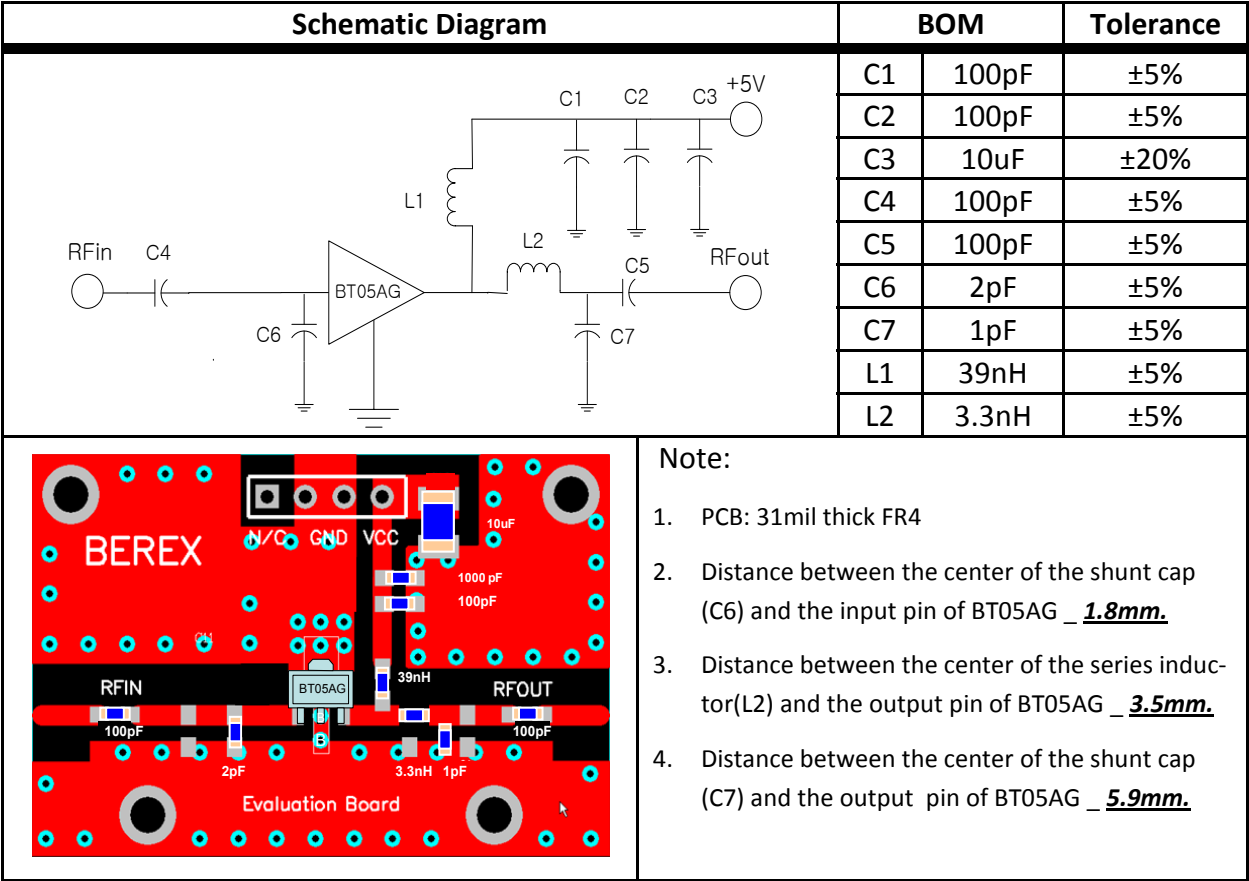 Schematic Diagram
BOM
Tolerance
C1 100pF ±5%
C2 100pF ±5%
C3 10uF ±20%
C4 100pF ±5%
C5 100pF ±5%
C6 2pF ±5%
C7 1pF ±5%
L1 39nH ±5%
L2 3.3nH ±5%
C1 C2 C3 +5V
L1
RFin C4
L2
C5 RFout
BT05AG
C6
C7
BEREX
N/C GND VCC
10uF
1000 pF
100pF
39nH
RFIN
BT05AG
RFOUT
100pF
100pF
2pF
3.3nH 1pF
Evaluation Board
Note:
1. PCB: 31mil thick FR4
2. Distance between the center of the shunt cap
(C6) and the input pin of BT05AG _ 1.8mm.
3. Distance between the center of the series induc-
tor(L2) and the output pin of BT05AG _ 3.5mm.
4. Distance between the center of the shunt cap
(C7) and the output pin of BT05AG _ 5.9mm.